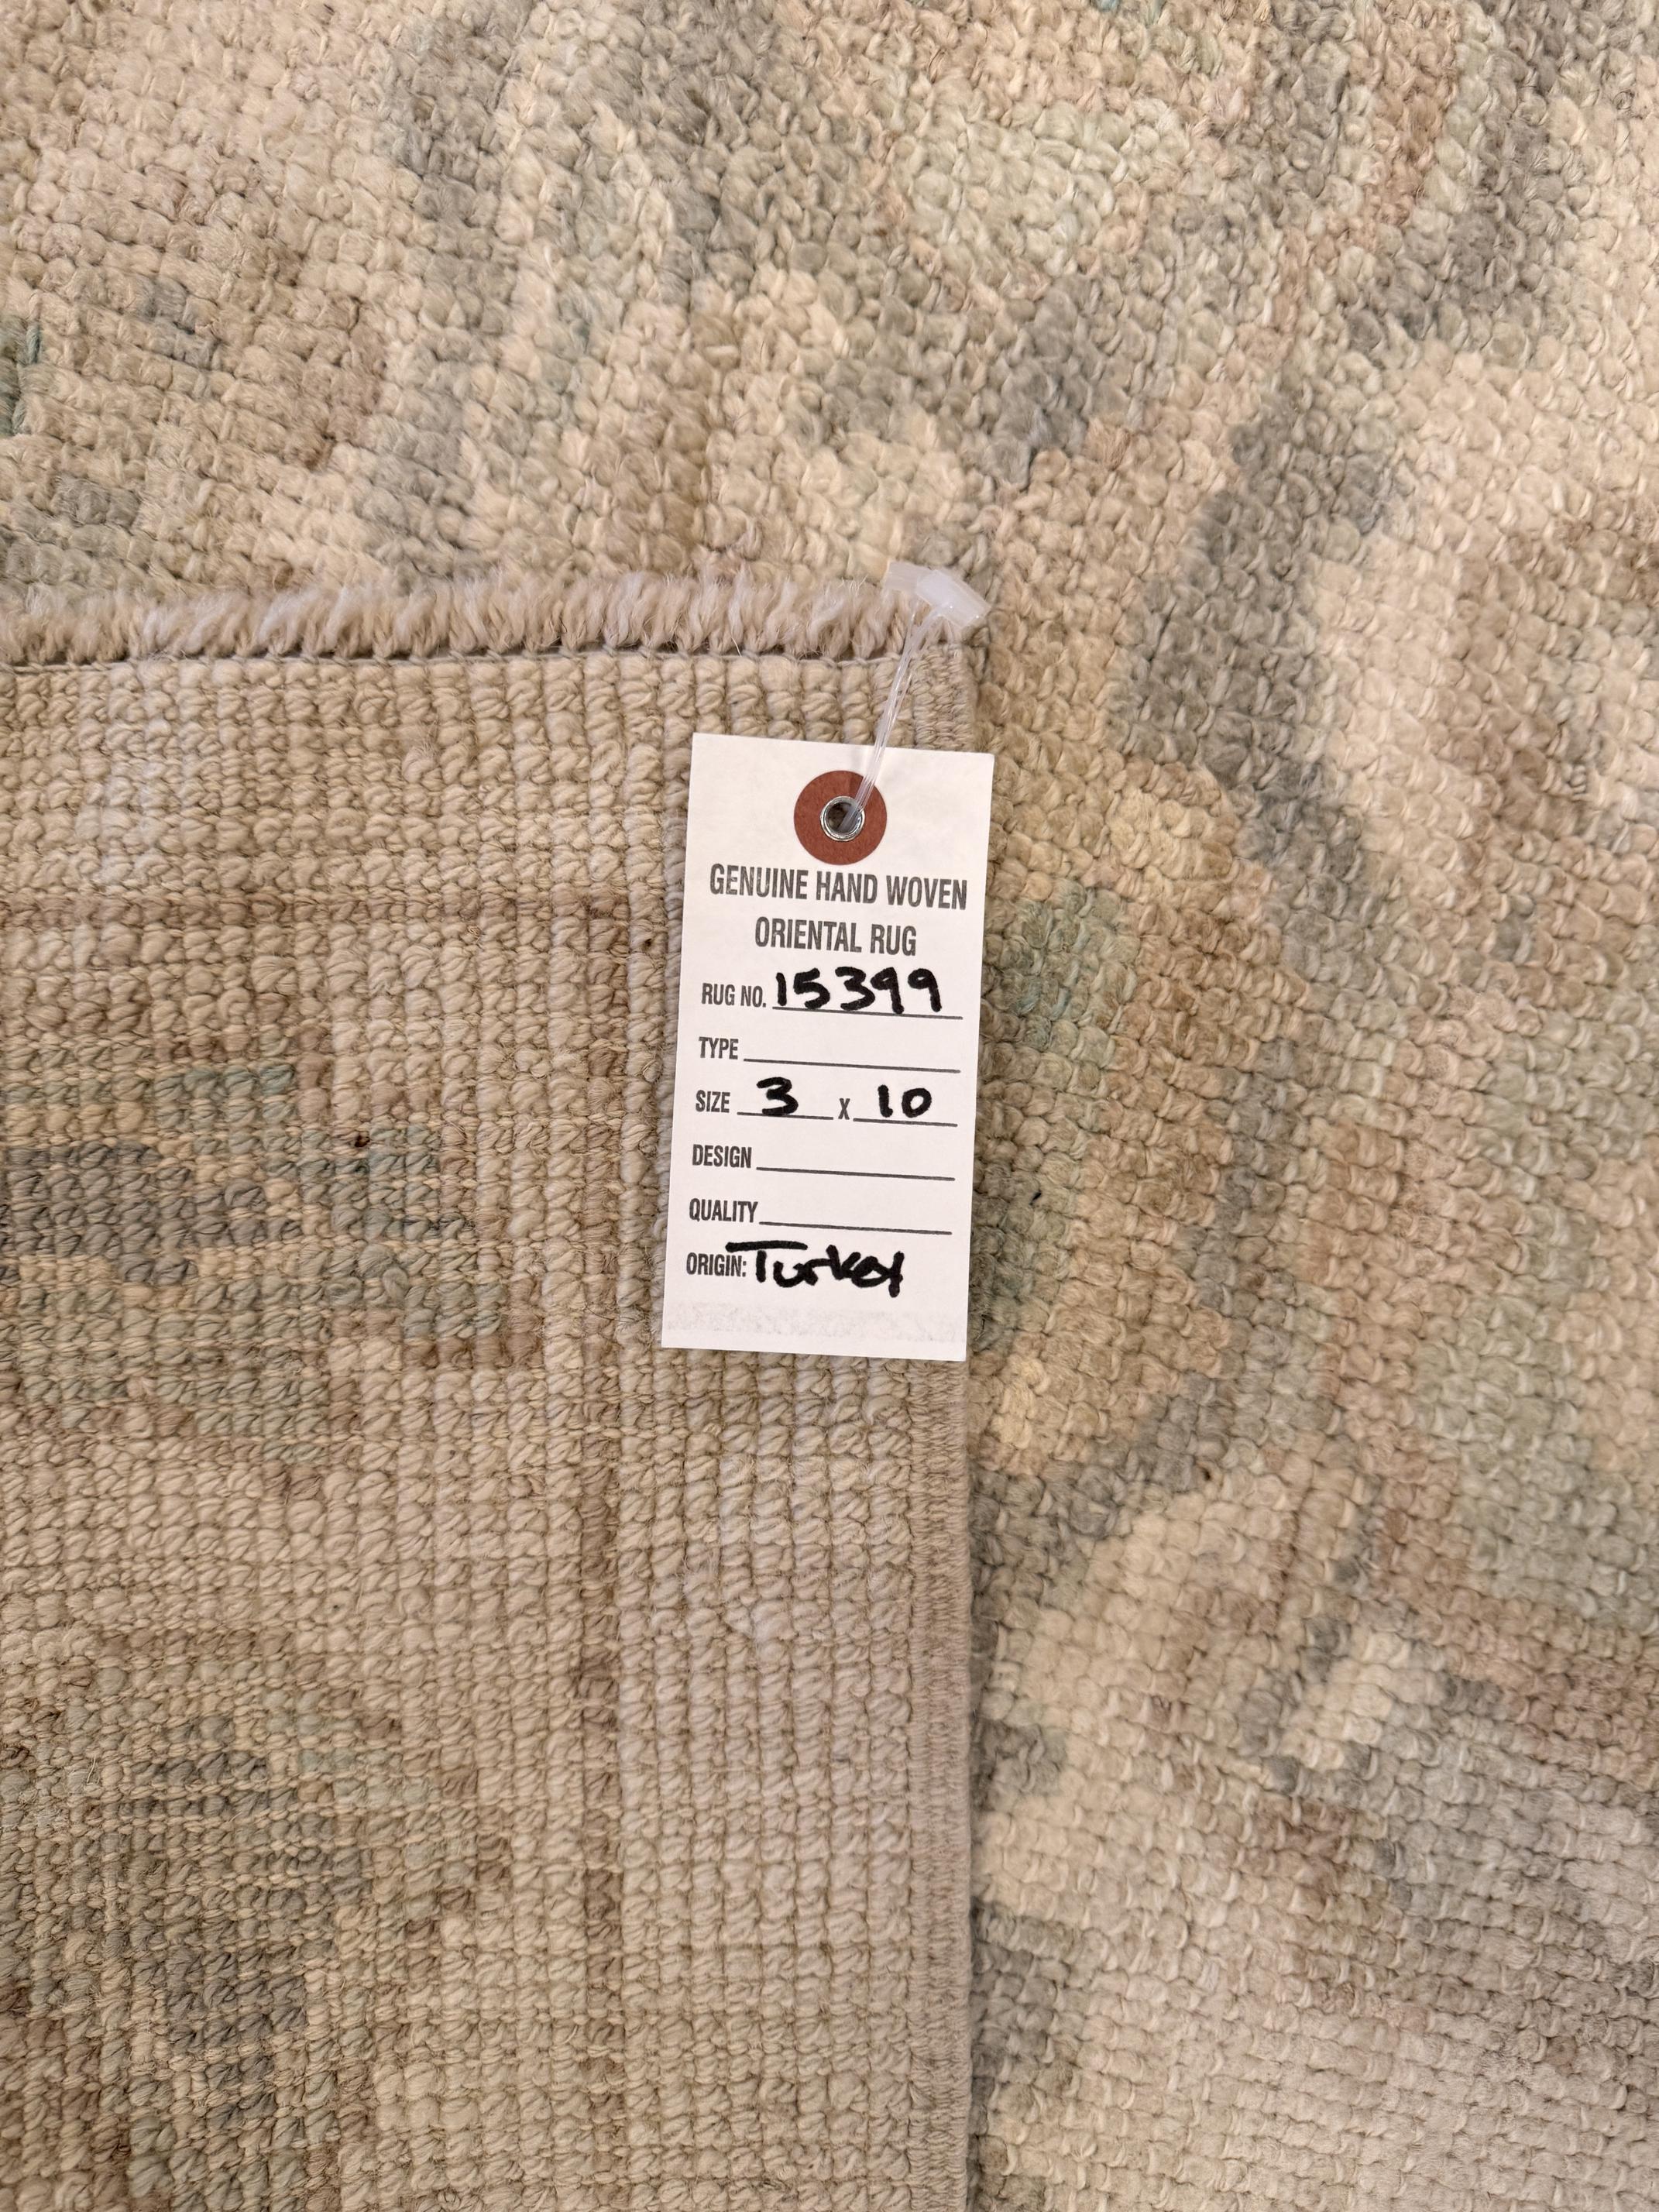 GENUINE HAND WOVEN
ORIENTAL RUG
RUG NO. 15399
TYPE
SIZE 3 X 10
DESIGN
QUALITY
ORIGIN: Turkey